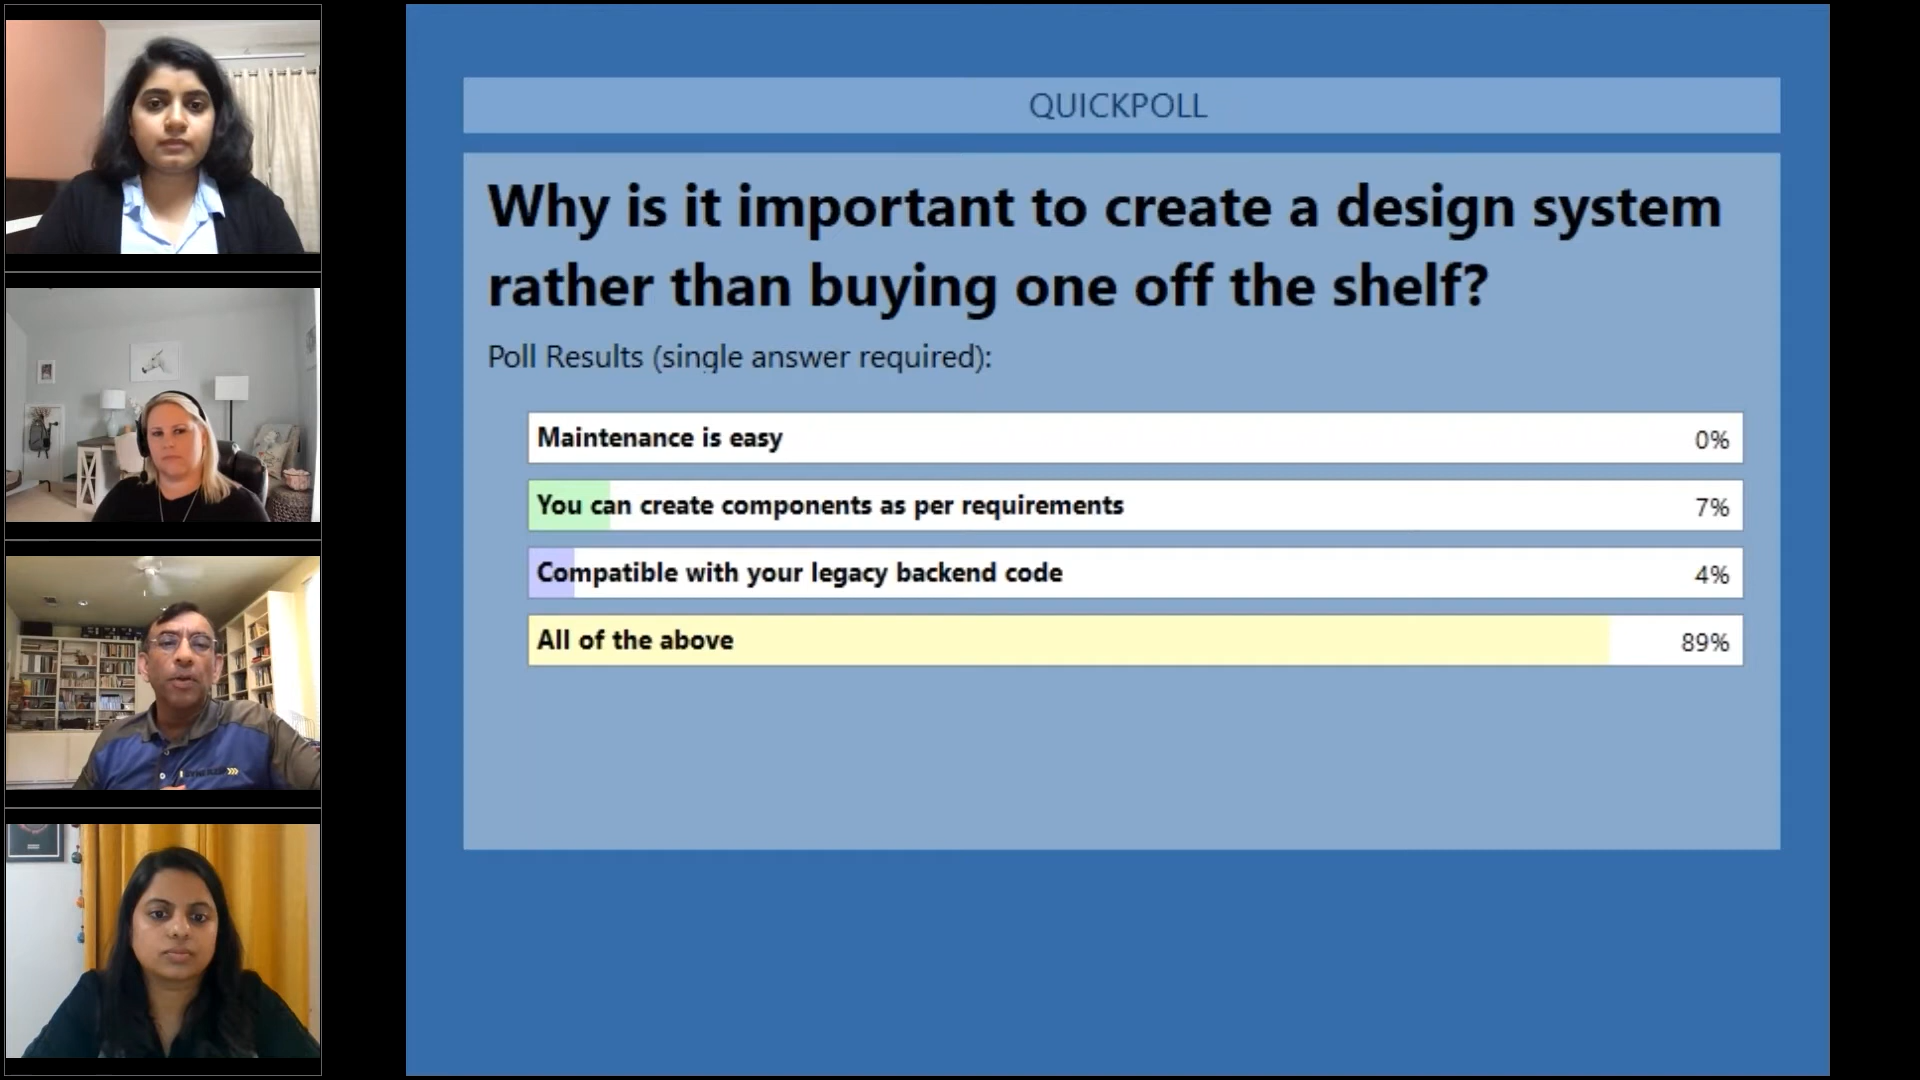 QUICKPOLL
Why is it important to create a design system
rather than buying one off the shelf?
Poll Results (single answer required):
Maintenance is easy 0%
You can create components as per requirements 7%
Compatible with your legacy backend code 4%
All of the above 89%